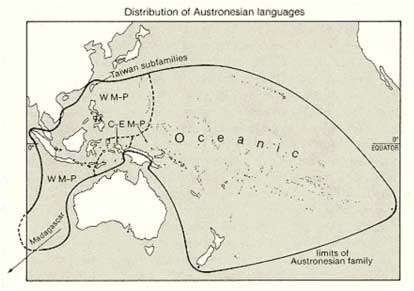 Distribution of Austronesian languages
Taiwan subfamilies
W M-P
C-E M-P
Oceanic
0°
0°
EQUATOR
W M-P
Madagascar
limits of
Austronesian family